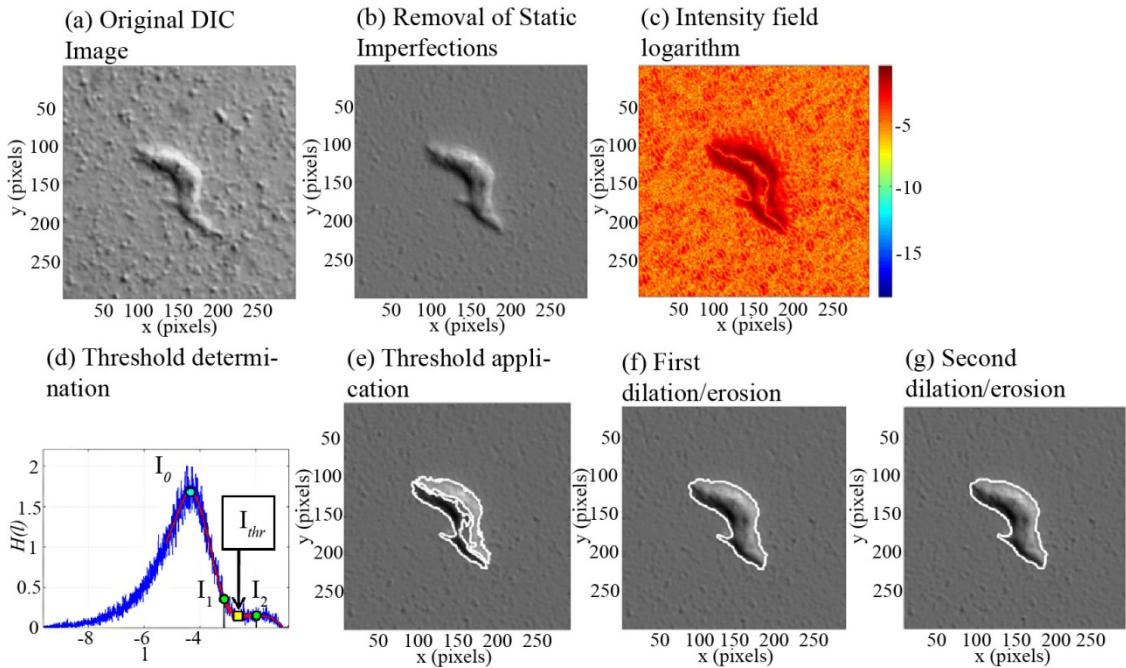 (a) Original DIC
Image
(b) Removal of Static
Imperfections
(c) Intensity field
logarithm
50
100
150
200
250
y (pixels)
50 100 150 200 250
x (pixels)
50
100
150
200
250
y (pixels)
50 100 150 200 250
x (pixels)
50
100
150
200
250
y (pixels)
50 100 150 200 250
x (pixels)
-5
-10
-15
(d) Threshold determi-
nation
(e) Threshold appli-
cation
(f) First
dilation/erosion
(g) Second
dilation/erosion
2
1.5
1
0.5
0
H(l)
I0
Ithr
I1
I2
-8 -6 -4
l
50
100
150
200
250
300
y (pixels)
50 100 150 200 250
x (pixels)
50
100
150
200
250
300
y (pixels)
50 100 150 200 250
x (pixels)
50
100
150
200
250
300
y (pixels)
50 100 150 200 250
x (pixels)